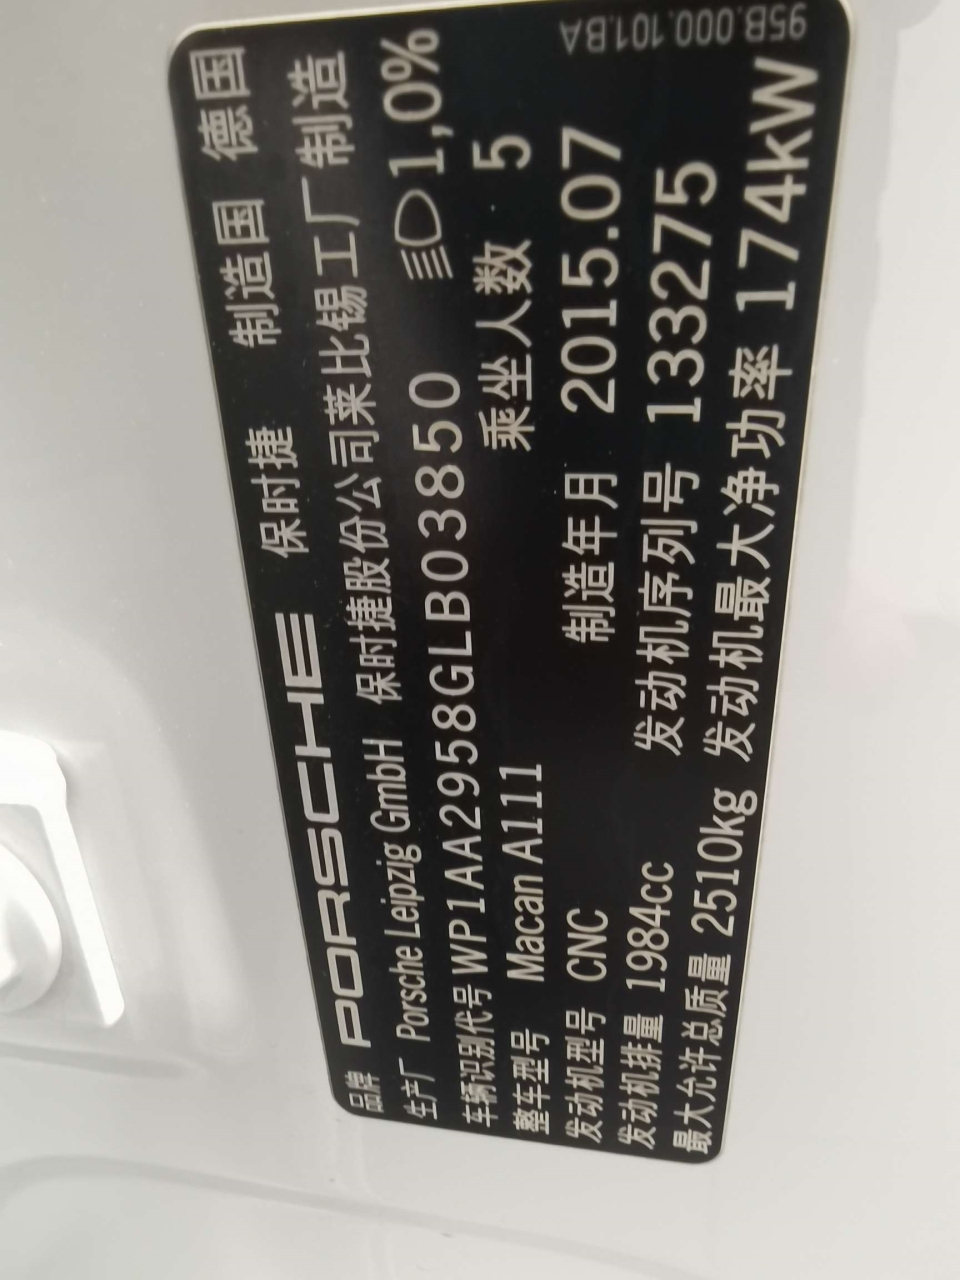 95B.000.101.BA
品牌 PORSCHE 保时捷 制造国 德国
生产厂 Porsche Leipzig GmbH 保时捷股份公司莱比锡工厂制造
车辆识别代号 WP1AA2958GLB03850 1,0%
整车型号 Macan A111 乘坐人数 5
发动机型号 CNC 制造年月 2015.07
发动机排量 1984cc 发动机序列号 133275
最大允许总质量 2510kg 发动机最大净功率 174kW